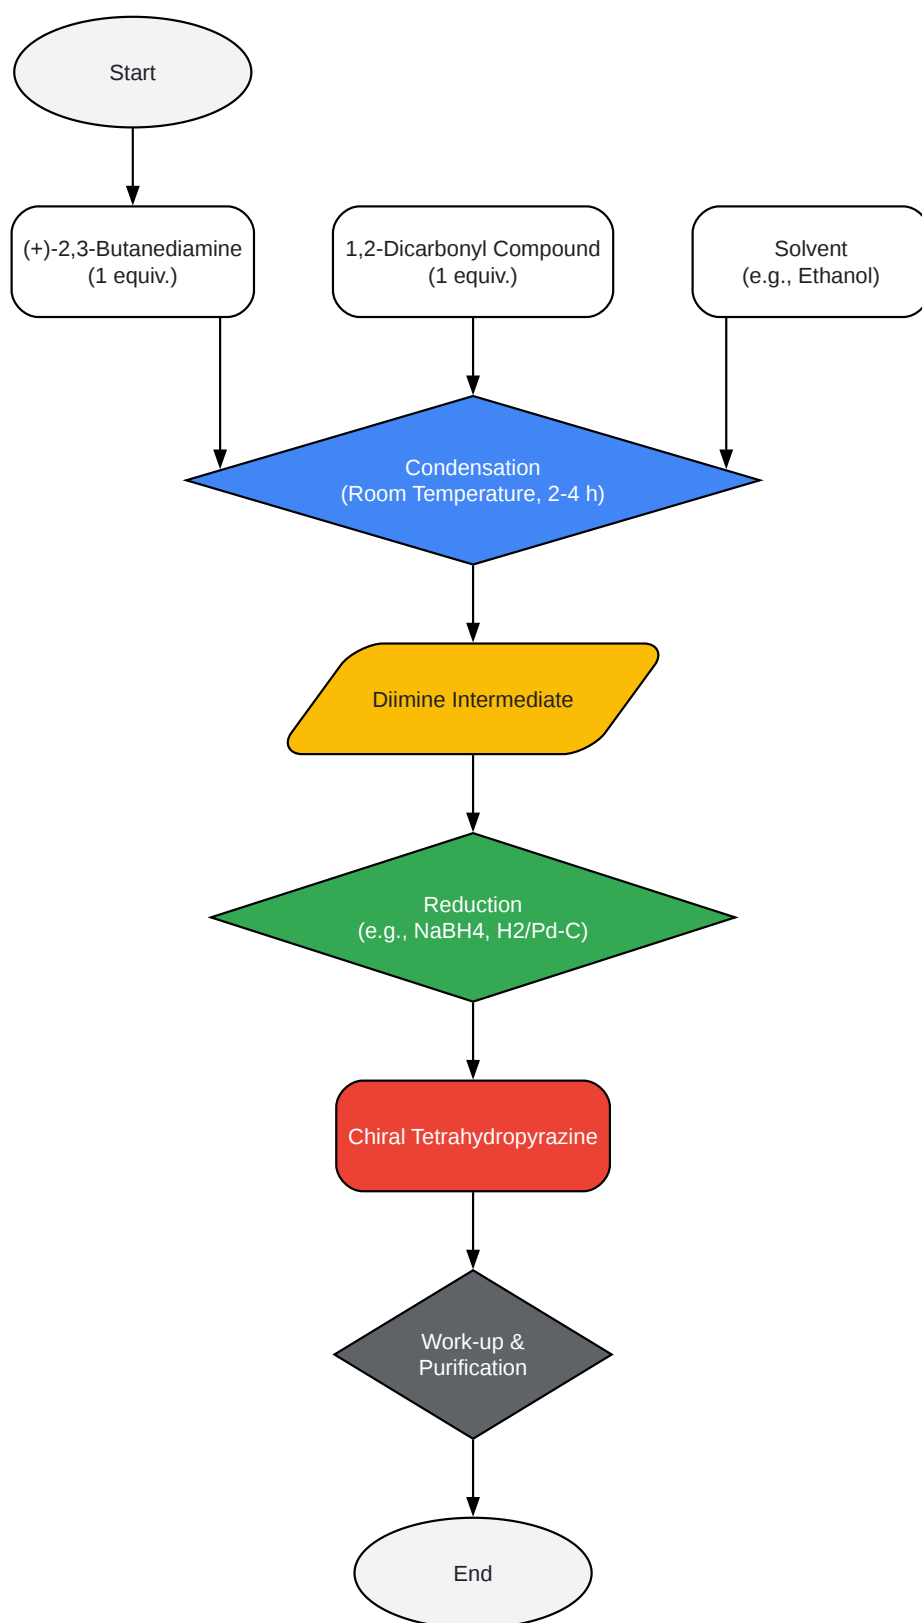 Start
(+)-2,3-Butanediamine
(1 equiv.)
1,2-Dicarbonyl Compound
(1 equiv.)
Solvent
(e.g., Ethanol)
Condensation
(Room Temperature, 2-4 h)
Diimine Intermediate
Reduction
(e.g., NaBH4, H2/Pd-C)
Chiral Tetrahydropyrazine
Work-up &
Purification
End